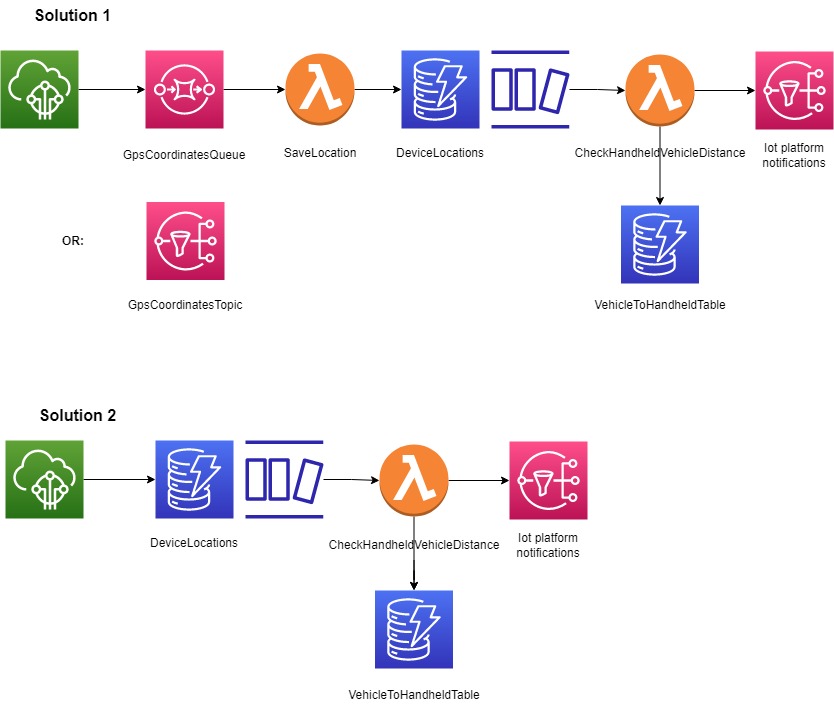 Solution 1
GpsCoordinatesQueue
SaveLocation
DeviceLocations
CheckHandheldVehicleDistance
Iot platform
notifications
OR:
GpsCoordinatesTopic
VehicleToHandheldTable
Solution 2
DeviceLocations
CheckHandheldVehicleDistance
Iot platform
notifications
VehicleToHandheldTable